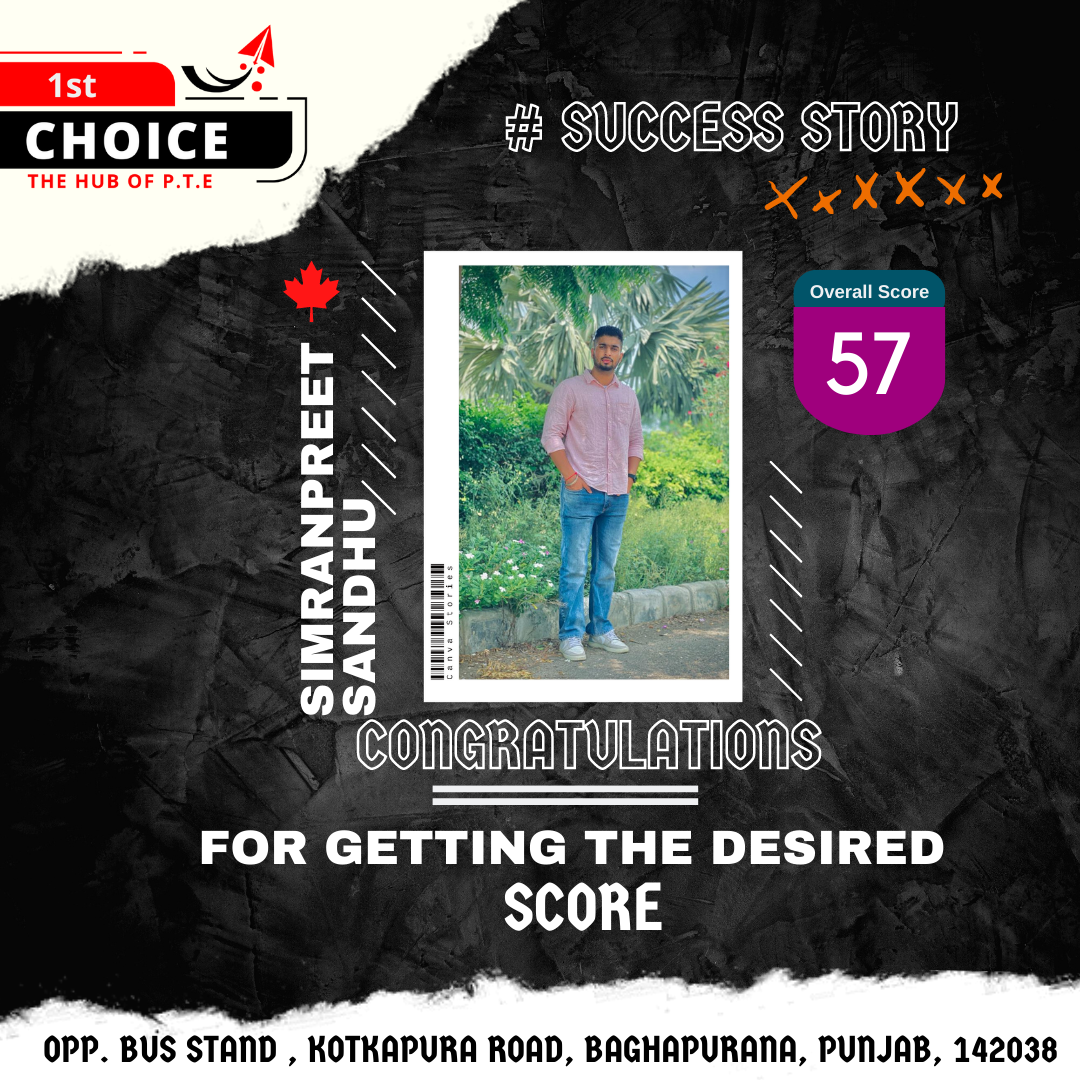 1st
CHOICE
THE HUB OF P.T.E
# SUCCESS STORY
Overall Score
57
SIMRANPREET
SANDHU
Canva Stories
CONGRATULATIONS
FOR GETTING THE DESIRED
SCORE
OPP. BUS STAND , KOTKAPURA ROAD, BAGHAPURANA, PUNJAB, 142038